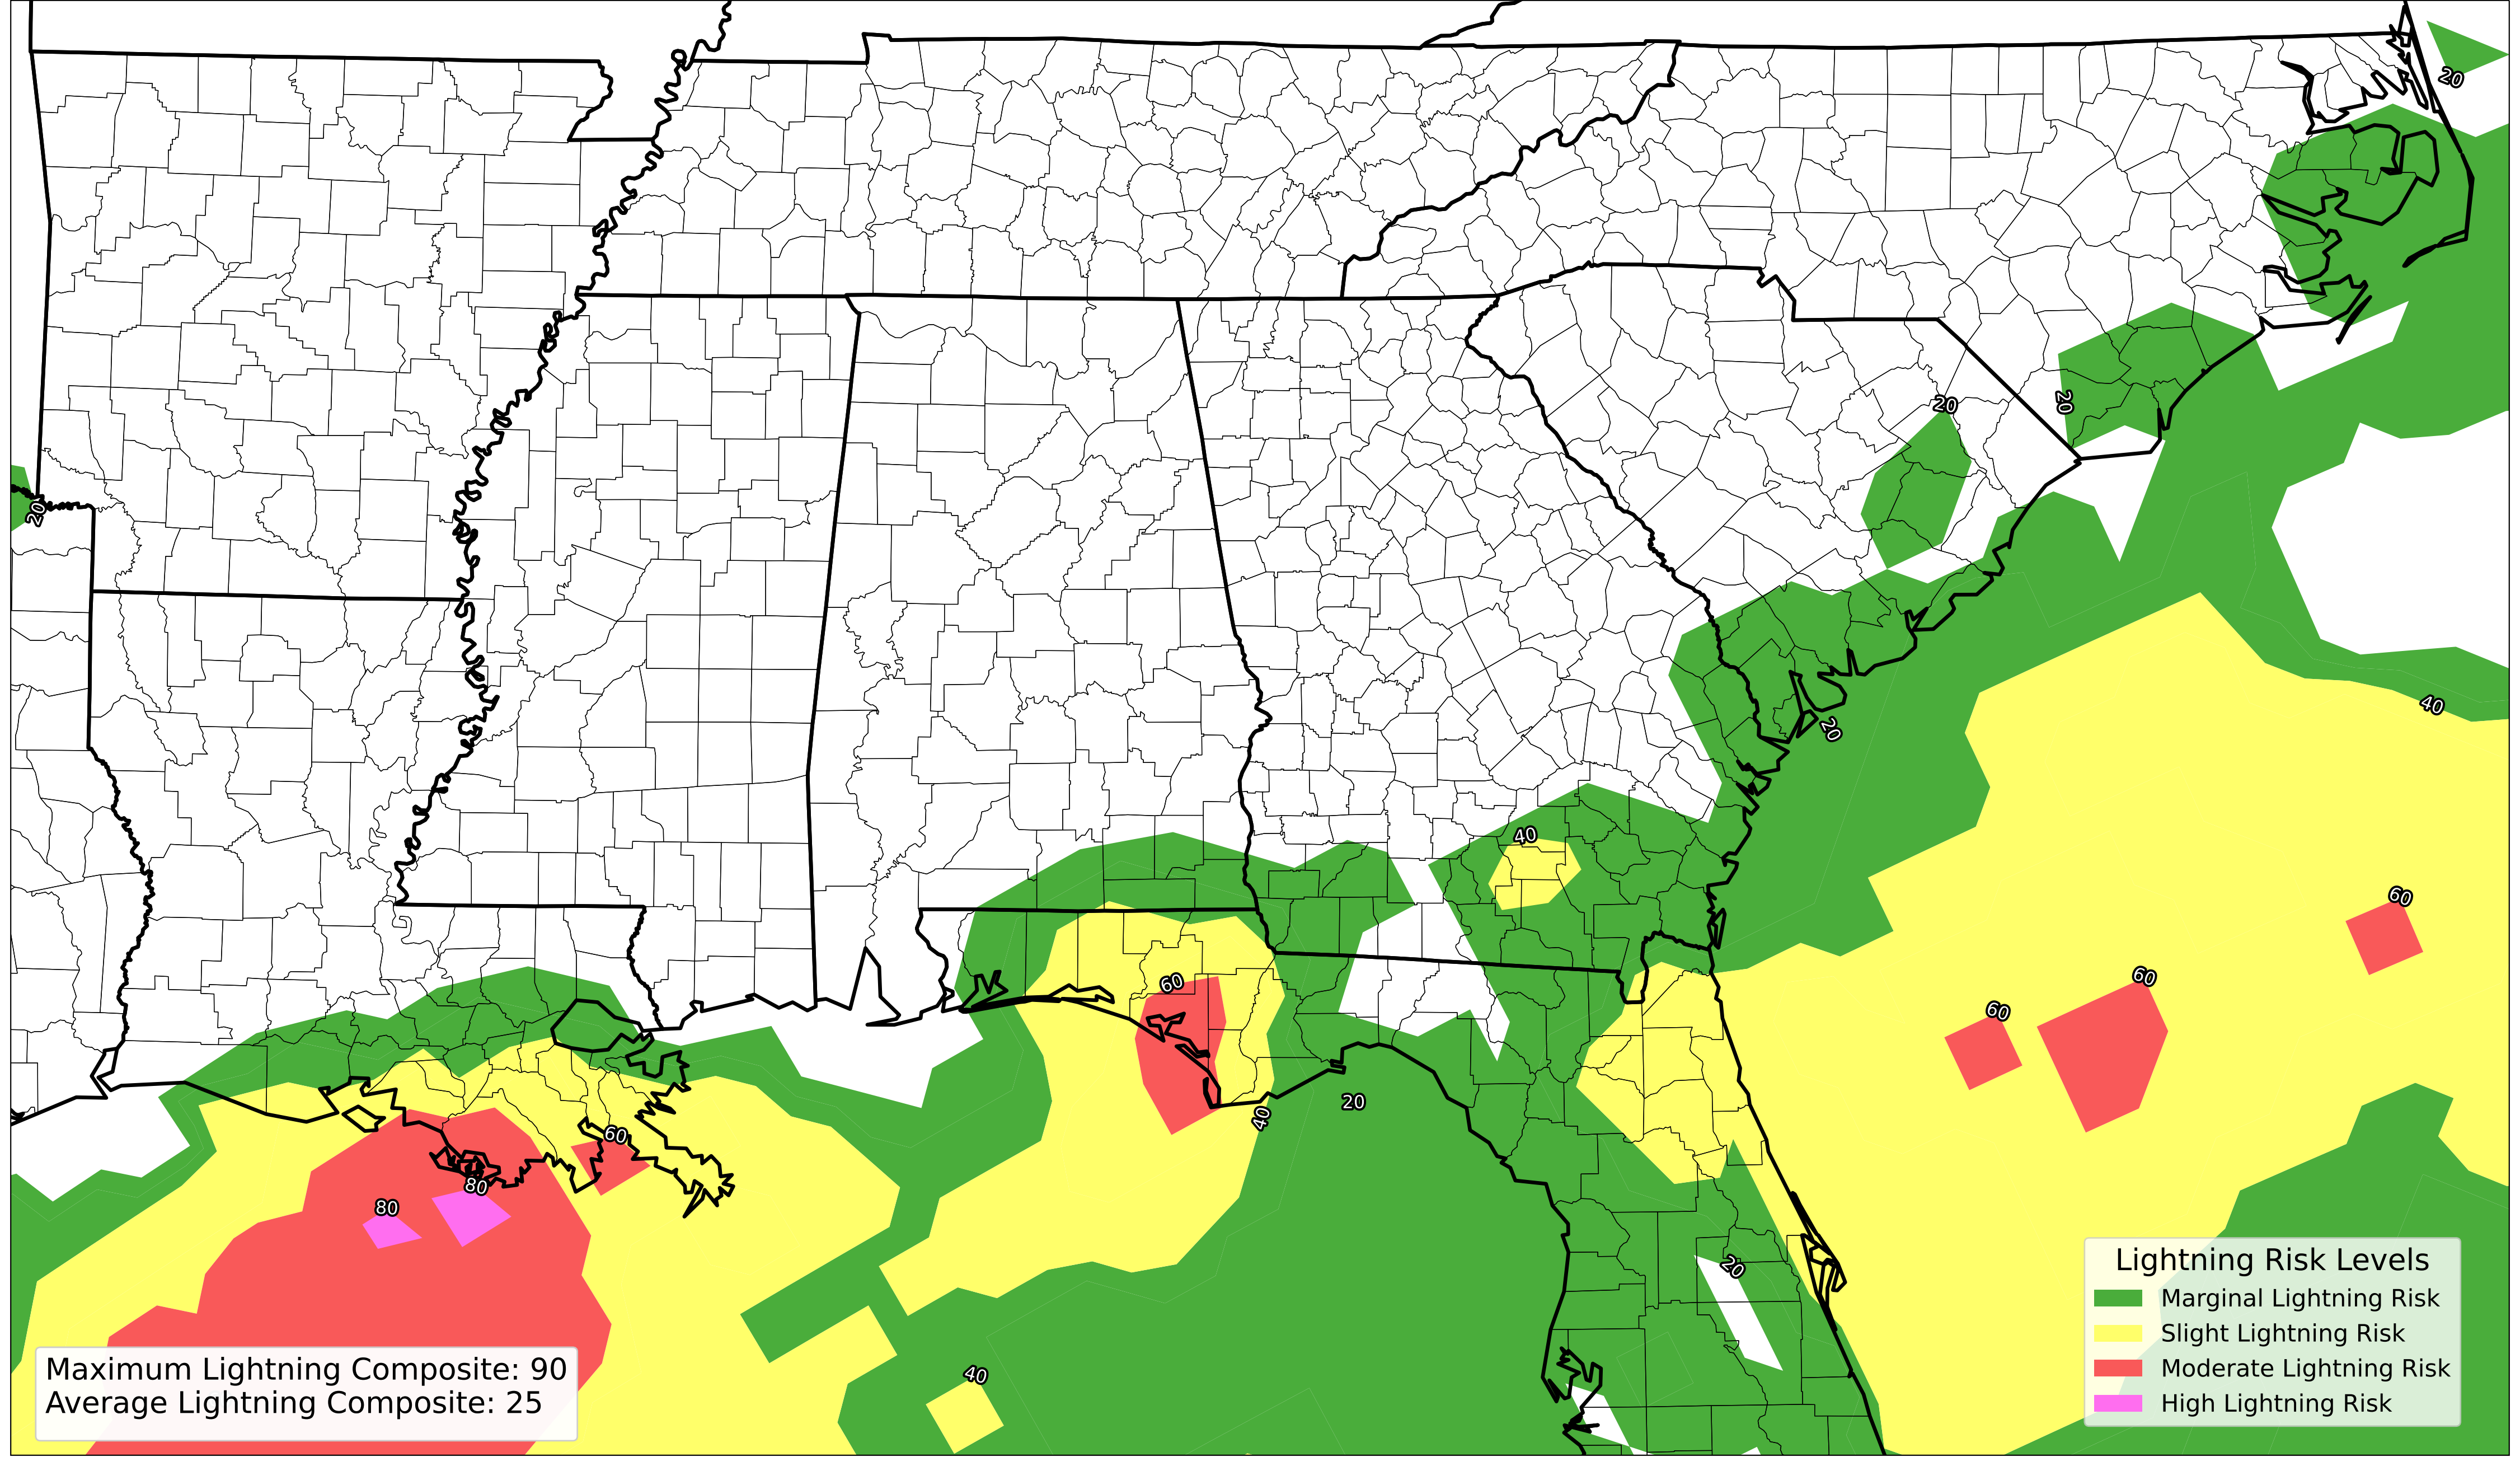 20
20
20
20
40
20
40
60
60
40
60
60
20
40
60
80
80
20
40
Lightning Risk Levels
Marginal Lightning Risk
Slight Lightning Risk
Moderate Lightning Risk
High Lightning Risk
Maximum Lightning Composite: 90
Average Lightning Composite: 25